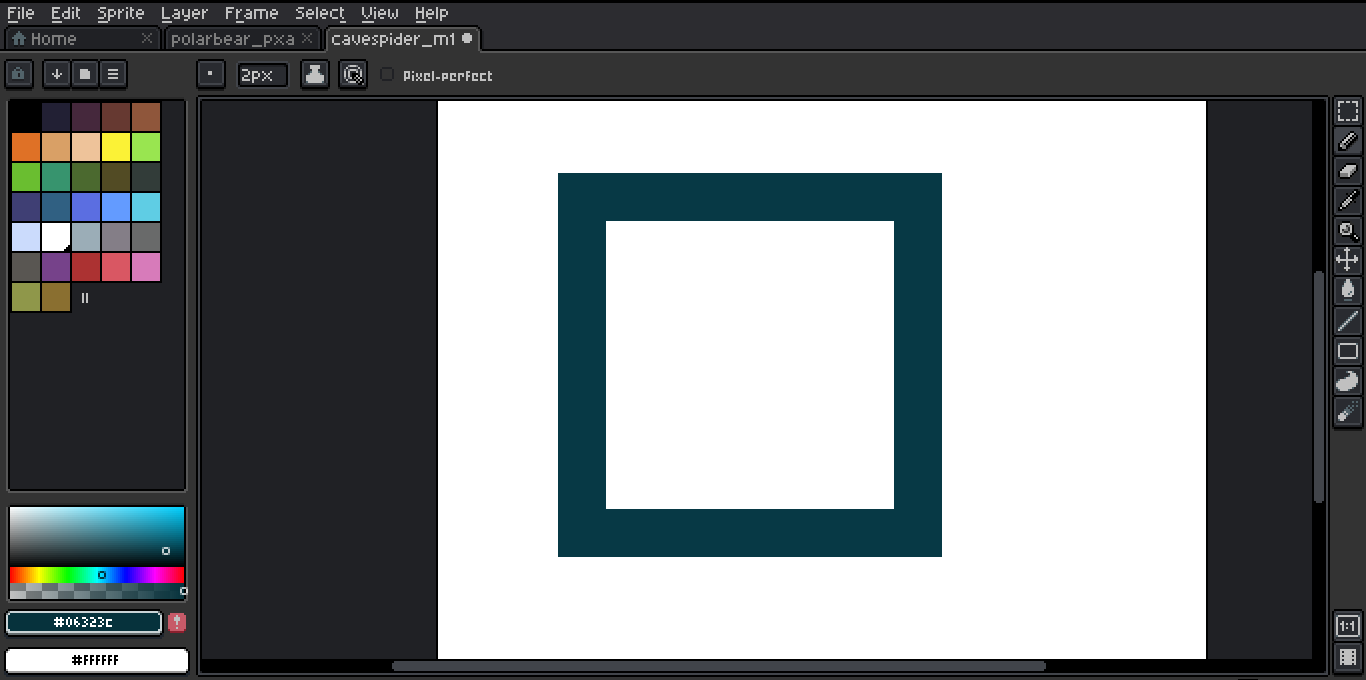 File Edit Sprite Layer Frame Select View Help
Home polarbear_pxa cavespider_m1
2px Pixel-perfect
#06323c
#FFFFFF
1:1